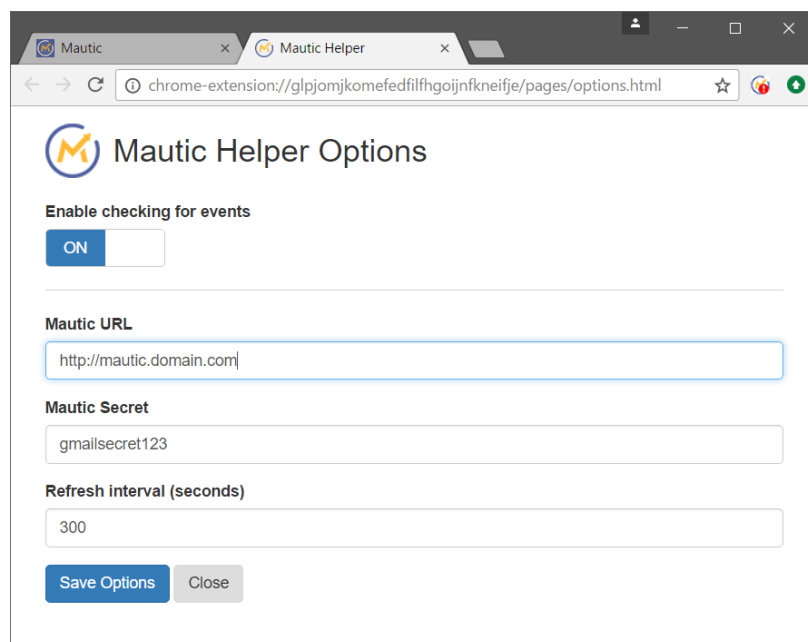 Mautic
Mautic Helper
chrome-extension://glpjomjkomefedfilfhgoijnfkneifje/pages/options.html
Mautic Helper Options
Enable checking for events
ON
Mautic URL
http://mautic.domain.com
Mautic Secret
gmailsecret123
Refresh interval (seconds)
300
Save Options Close